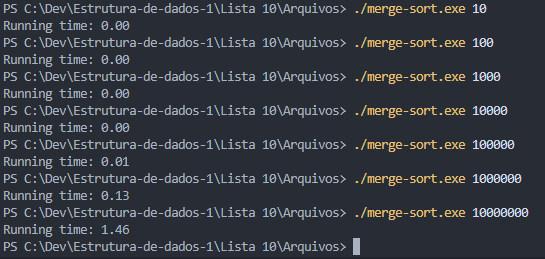 PS C:\Dev\Estrutura-de-dados-1\Lista 10\Arquivos> ./merge-sort.exe 10
Running time: 0.00
PS C:\Dev\Estrutura-de-dados-1\Lista 10\Arquivos> ./merge-sort.exe 100
Running time: 0.00
PS C:\Dev\Estrutura-de-dados-1\Lista 10\Arquivos> ./merge-sort.exe 1000
Running time: 0.00
PS C:\Dev\Estrutura-de-dados-1\Lista 10\Arquivos> ./merge-sort.exe 10000
Running time: 0.00
PS C:\Dev\Estrutura-de-dados-1\Lista 10\Arquivos> ./merge-sort.exe 100000
Running time: 0.01
PS C:\Dev\Estrutura-de-dados-1\Lista 10\Arquivos> ./merge-sort.exe 1000000
Running time: 0.13
PS C:\Dev\Estrutura-de-dados-1\Lista 10\Arquivos> ./merge-sort.exe 10000000
Running time: 1.46
PS C:\Dev\Estrutura-de-dados-1\Lista 10\Arquivos>